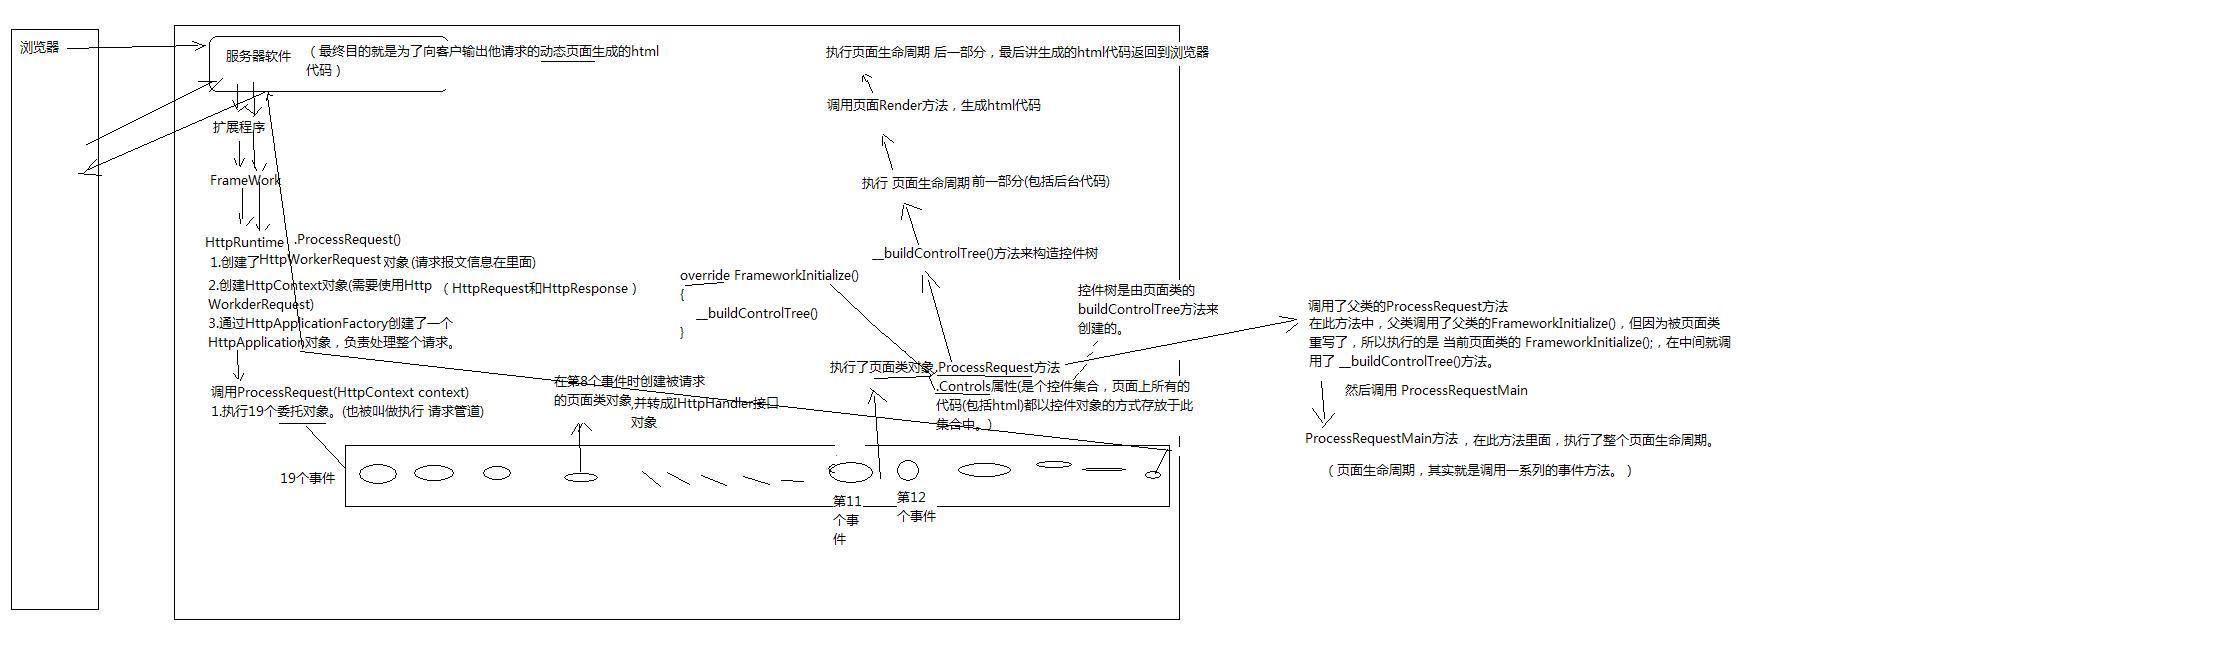 浏览器
服务器软件
（最终目的就是为了向客户输出他请求的动态页面生成的html
代码）
扩展程序
FrameWork
HttpRuntime .ProcessRequest()
1.创建了HttpWorkerRequest 对象(请求报文信息在里面)
2.创建HttpContext对象(需要使用Http （HttpRequest和HttpResponse）
WorkderRequest)
3.通过HttpApplicationFactory创建了一个
HttpApplication对象，负责处理整个请求。
调用ProcessRequest(HttpContext context)
1.执行19个委托对象。(也被叫做执行 请求管道)
19个事件
在第8个事件时创建被请求
的页面类对象,并转成IHttpHandler接口
对象
第11
个事
件
第12
个事件
override FrameworkInitialize()
{
__buildControlTree()
}
执行了页面类对象.ProcessRequest方法
.Controls属性(是个控件集合，页面上所有的
代码(包括html)都以控件对象的方式存放于此
集合中。)
控件树是由页面类的
buildControlTree方法来
创建的。
__buildControlTree()方法来构造控件树
执行 页面生命周期 前一部分(包括后台代码)
调用页面Render方法，生成html代码
执行页面生命周期 后一部分，最后讲生成的html代码返回到浏览器
调用了父类的ProcessRequest方法
在此方法中，父类调用了父类的FrameworkInitialize()，但因为被页面类
重写了，所以执行的是 当前页面类的 FrameworkInitialize();，在中间就调
用了 __buildControlTree()方法。
然后调用 ProcessRequestMain
ProcessRequestMain方法，在此方法里面，执行了整个页面生命周期。
（页面生命周期，其实就是调用一系列的事件方法。）